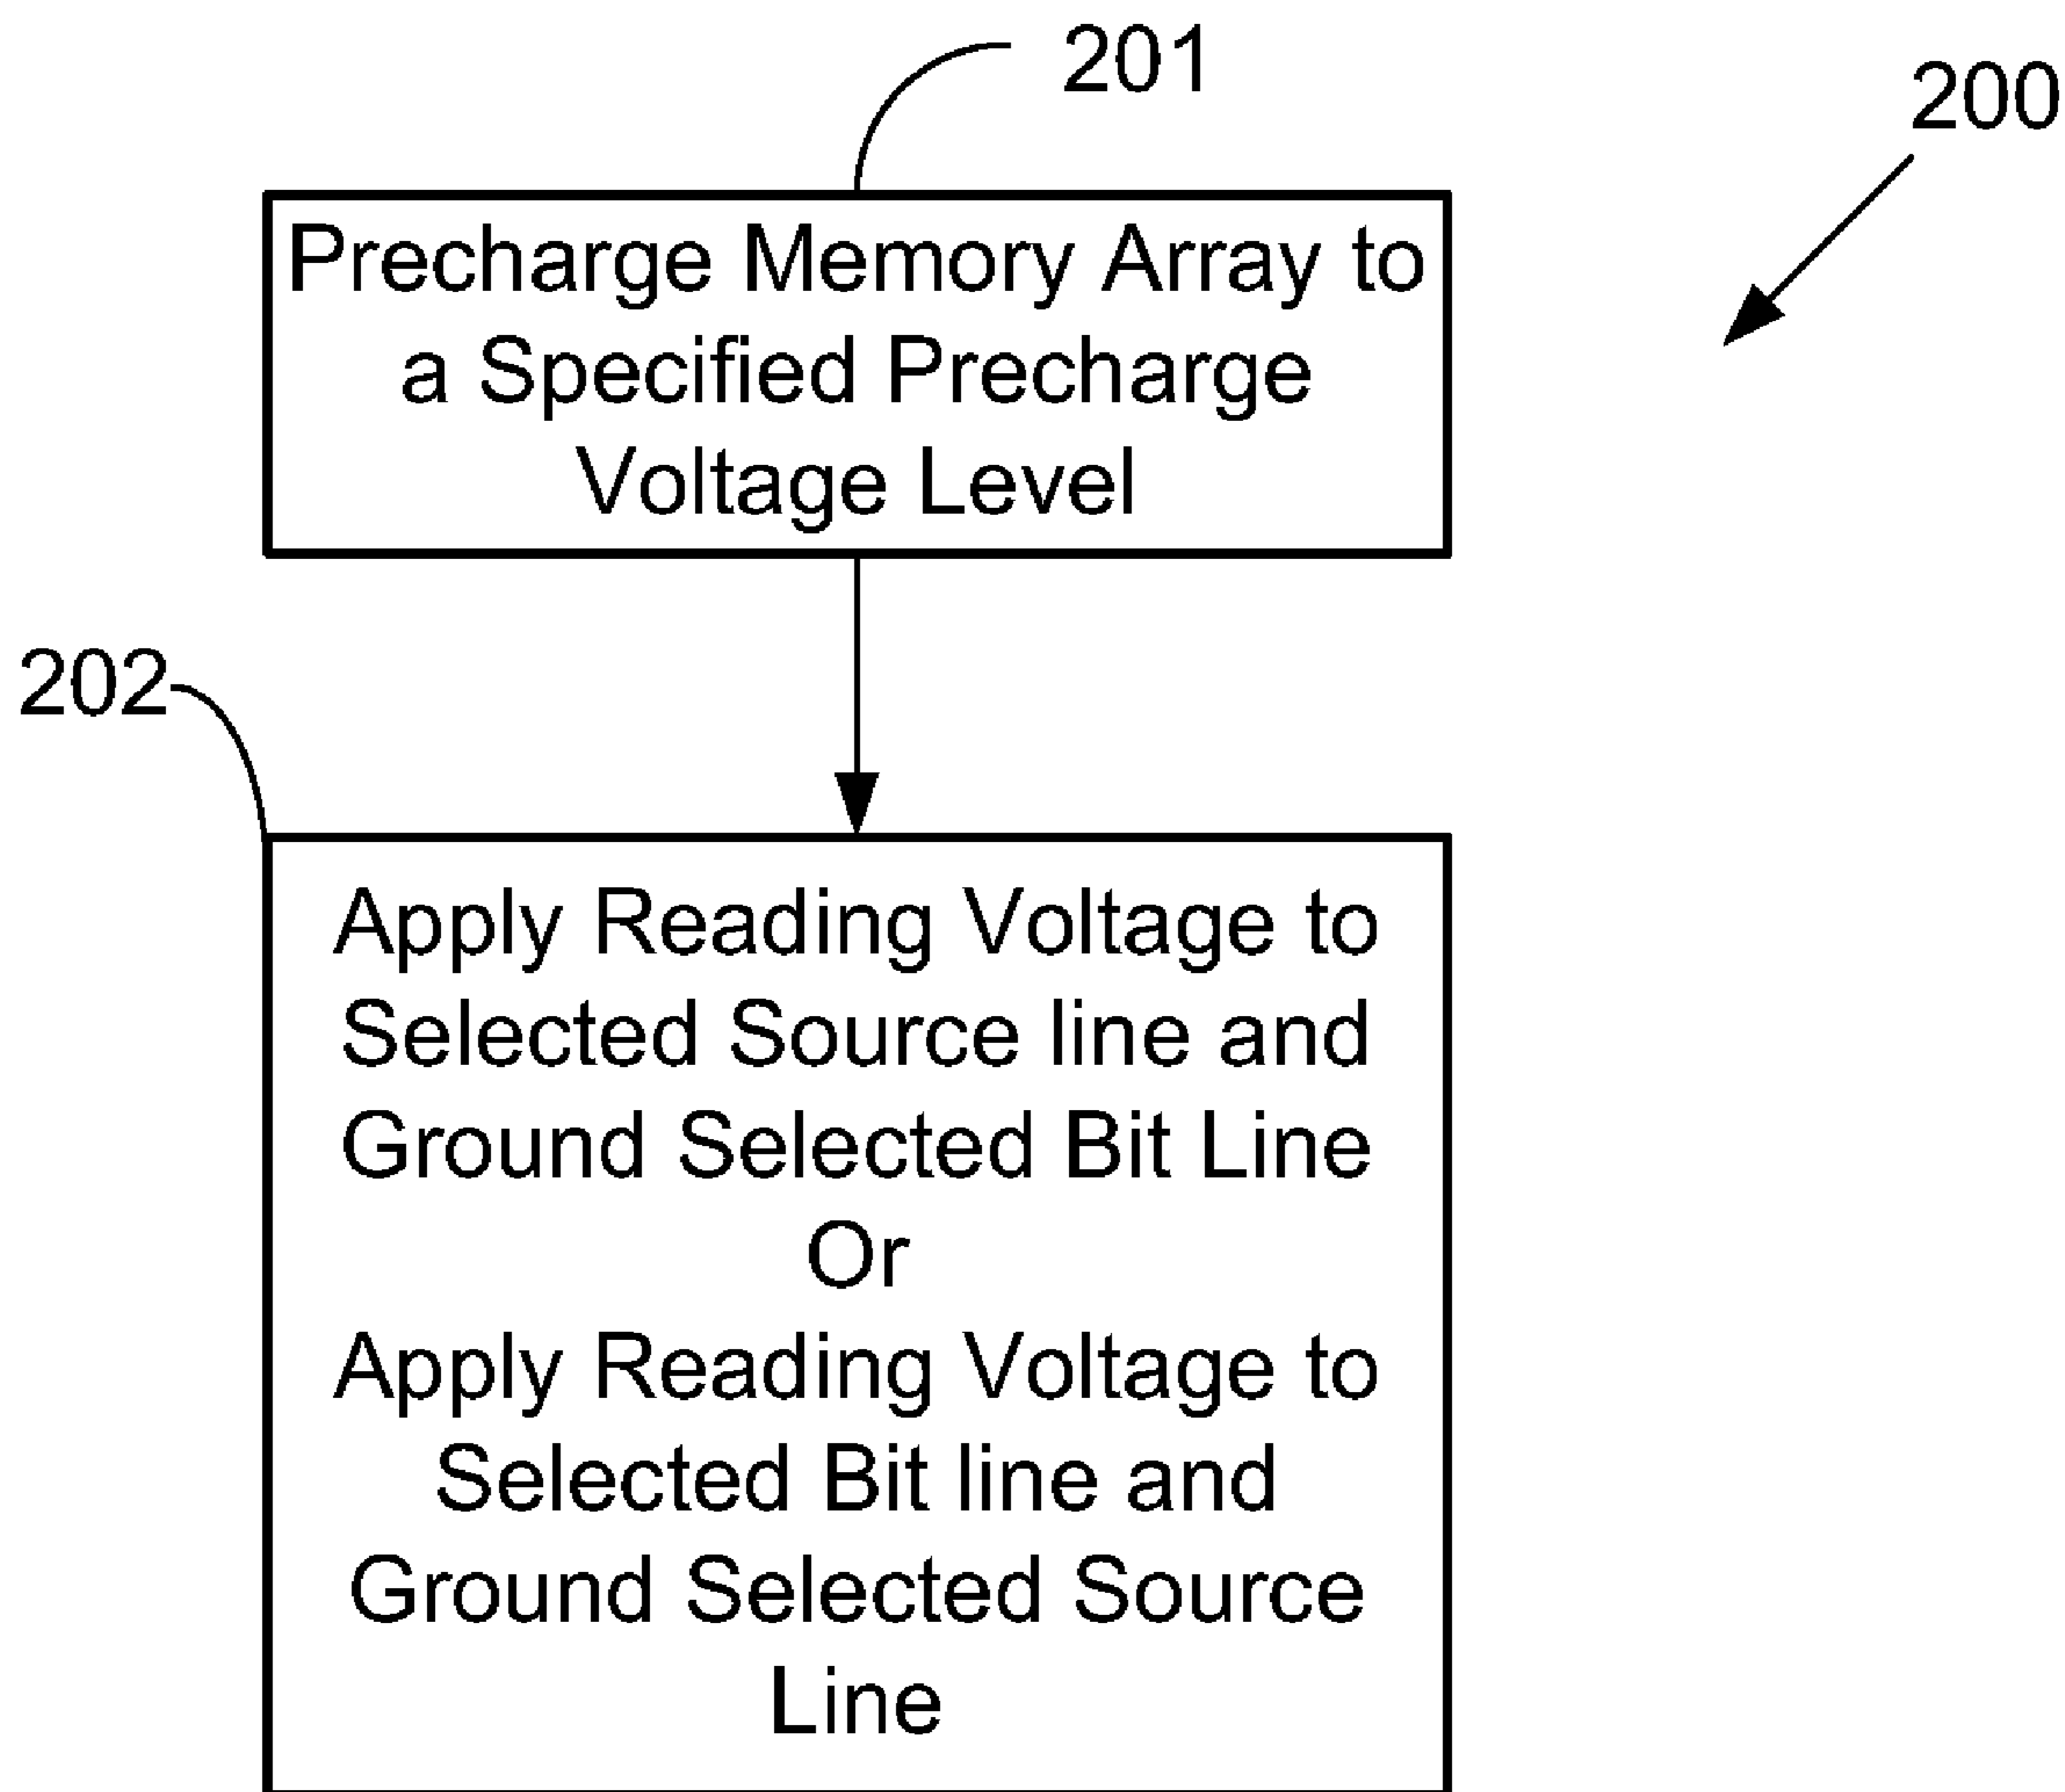 201
200
Precharge Memory Array to
a Specified Precharge
Voltage Level
202
Apply Reading Voltage to
Selected Source line and
Ground Selected Bit Line
Or
Apply Reading Voltage to
Selected Bit line and
Ground Selected Source
Line